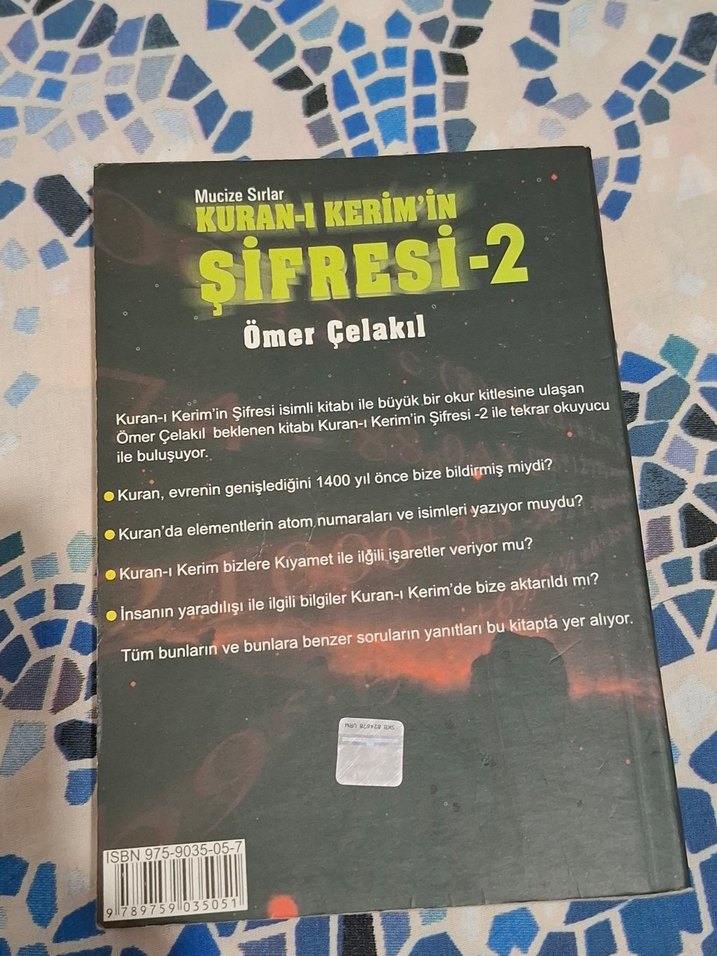 Mucize Sırlar
KURAN-I KERİM'İN
ŞİFRESİ-2
Ömer Çelakıl
Kuran-ı Kerim'in Şifresi isimli kitabı ile büyük bir okur kitlesine ulaşan
Ömer Çelakıl beklenen kitabı Kuran-ı Kerim'in Şifresi -2 ile tekrar okuyucu
ile buluşuyor.
Kuran, evrenin genişlediğini 1400 yıl önce bize bildirmiş miydi?
Kuran'da elementlerin atom numaraları ve isimleri yazıyor muydu?
Kuran-ı Kerim bizlere Kıyamet ile ilgili işaretler veriyor mu?
İnsanın yaradılışı ile ilgili bilgiler Kuran-ı Kerim'de bize aktarıldı mı?
Tüm bunların ve bunlara benzer soruların yanıtları bu kitapta yer alıyor.
SKB 824878 URN
ISBN 975-9035-05-7
9 789759 035051